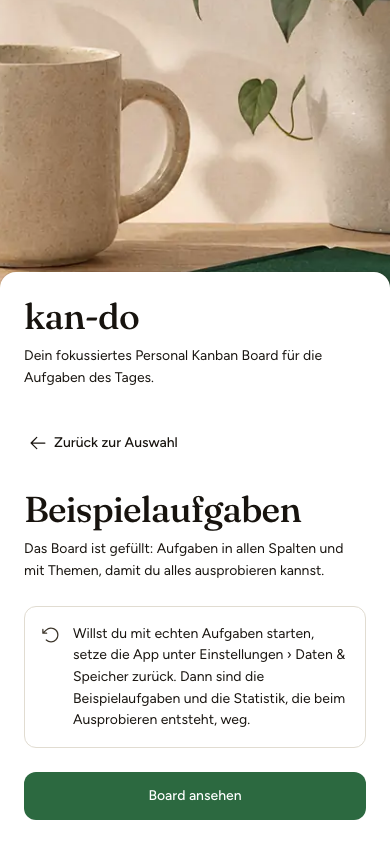 kan-do
Dein fokussiertes Personal Kanban Board für die
Aufgaben des Tages.
Zurück zur Auswahl
Beispielaufgaben
Das Board ist gefüllt: Aufgaben in allen Spalten und
mit Themen, damit du alles ausprobieren kannst.
Willst du mit echten Aufgaben starten,
setze die App unter Einstellungen › Daten &
Speicher zurück. Dann sind die
Beispielaufgaben und die Statistik, die beim
Ausprobieren entsteht, weg.
Board ansehen